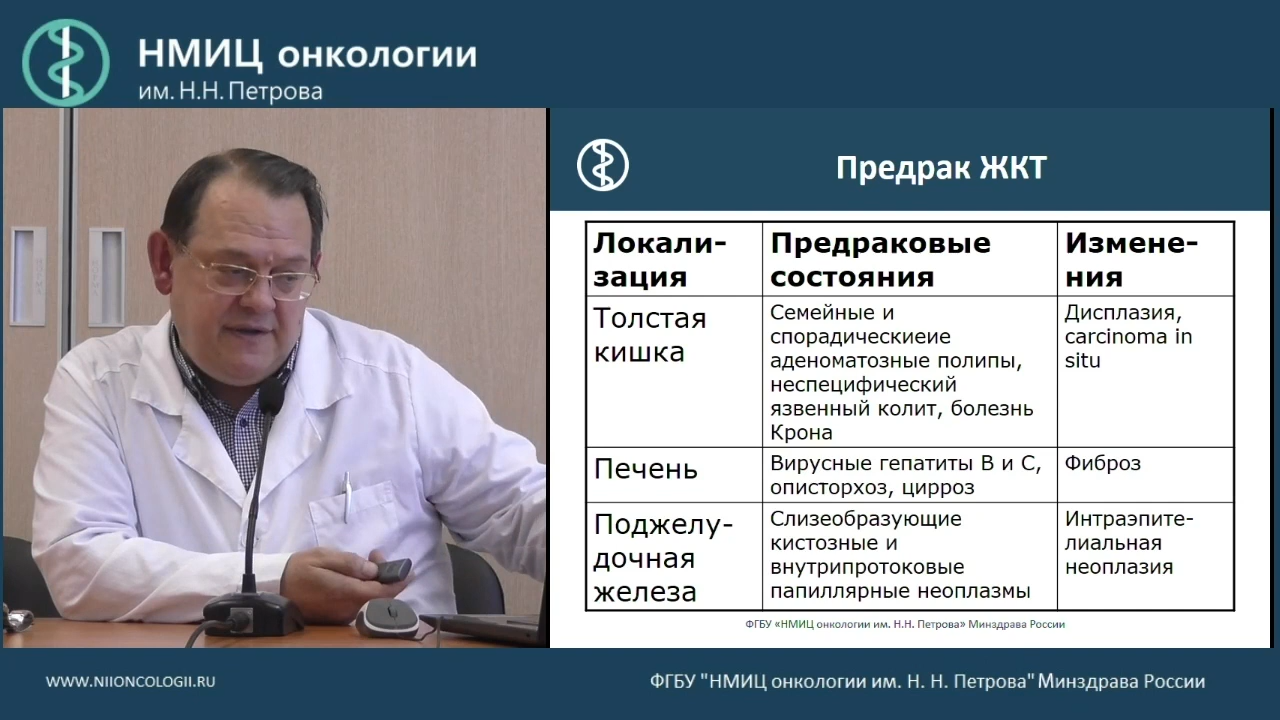 НМИЦ онкологии
им. Н.Н. Петрова
Предрак ЖКТ
Локали-
зация
Предраковые
состояния
Измене-
ния
Толстая
кишка
Семейные и
спорадическиеие
аденоматозные полипы,
неспецифический
язвенный колит, болезнь
Крона
Дисплазия,
carcinoma in
situ
Печень
Вирусные гепатиты В и С,
описторхоз, цирроз
Фиброз
Поджелу-
дочная
железа
Слизеобразующие
кистозные и
внутрипротоковые
папиллярные неоплазмы
Интраэпите-
лиальная
неоплазия
ФГБУ «НМИЦ онкологии им. Н.Н. Петрова» Минздрава России
WWW.NIIONCOLOGII.RU
ФГБУ "НМИЦ онкологии им. Н. Н. Петрова" Минздрава России